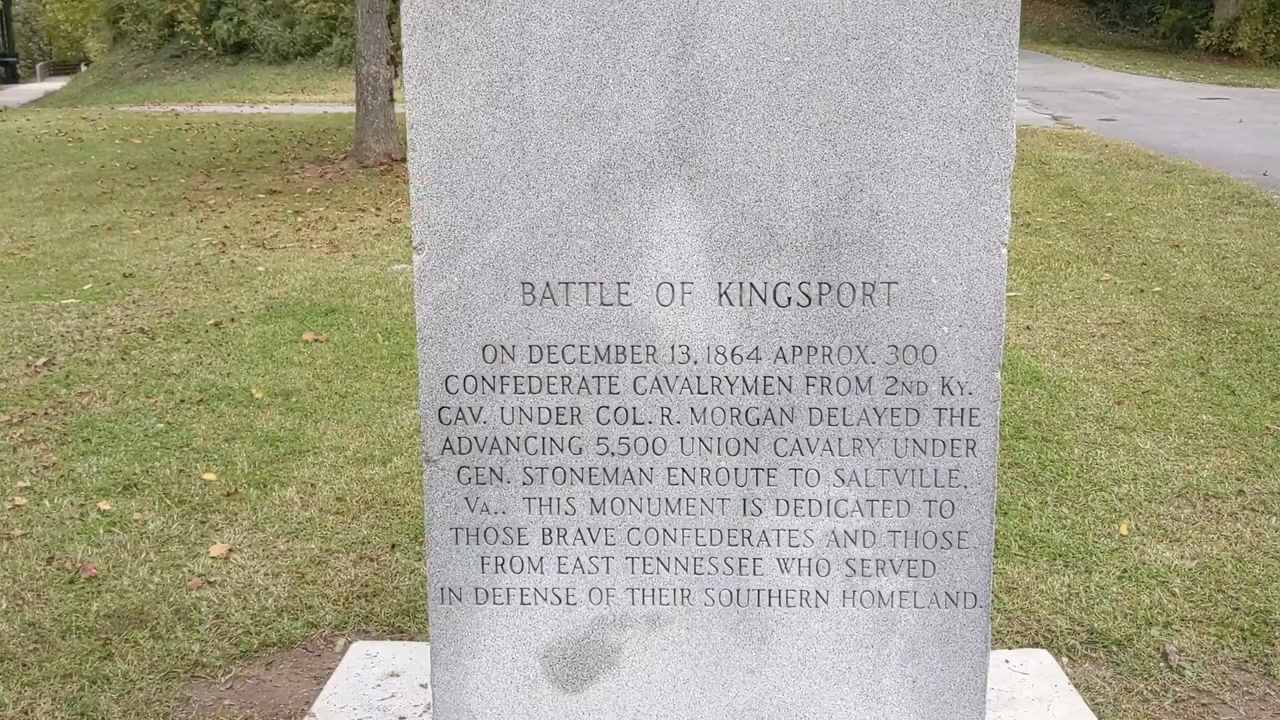 BATTLE OF KINGSPORT
ON DECEMBER 13, 1864 APPROX. 300
CONFEDERATE CAVALRYMEN FROM 2ND KY.
CAV. UNDER COL. R. MORGAN DELAYED THE
ADVANCING 5,500 UNION CAVALRY UNDER
GEN. STONEMAN ENROUTE TO SALTVILLE,
VA.. THIS MONUMENT IS DEDICATED TO
THOSE BRAVE CONFEDERATES AND THOSE
FROM EAST TENNESSEE WHO SERVED
IN DEFENSE OF THEIR SOUTHERN HOMELAND.